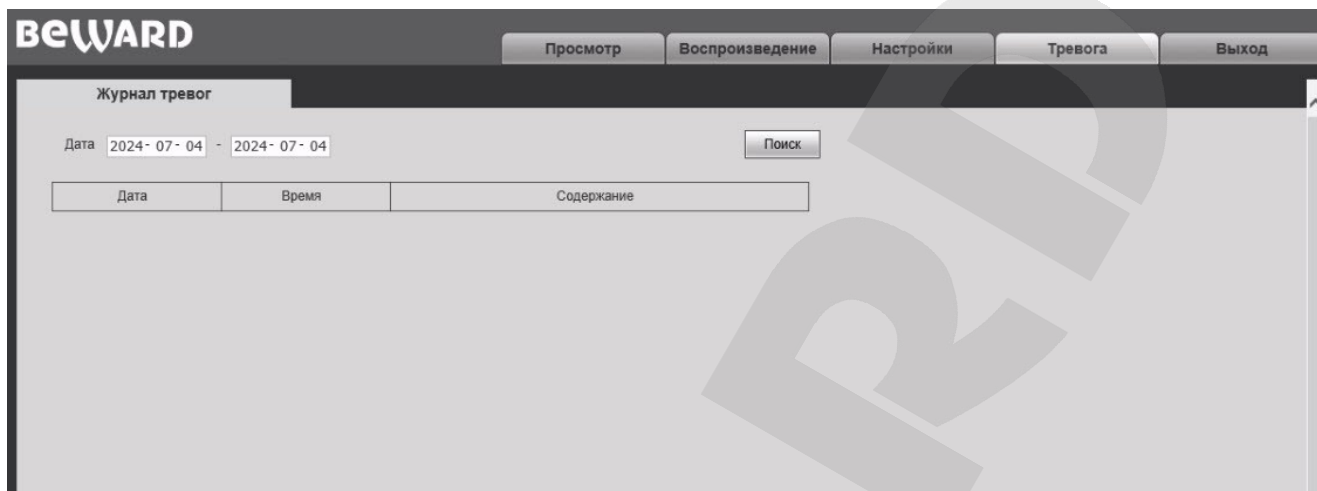 BEWARD
Просмотр Воспроизведение Настройки Тревога Выход
Журнал тревог
Дата 2024- 07- 04 - 2024- 07- 04 Поиск
Дата Время Содержание
RD